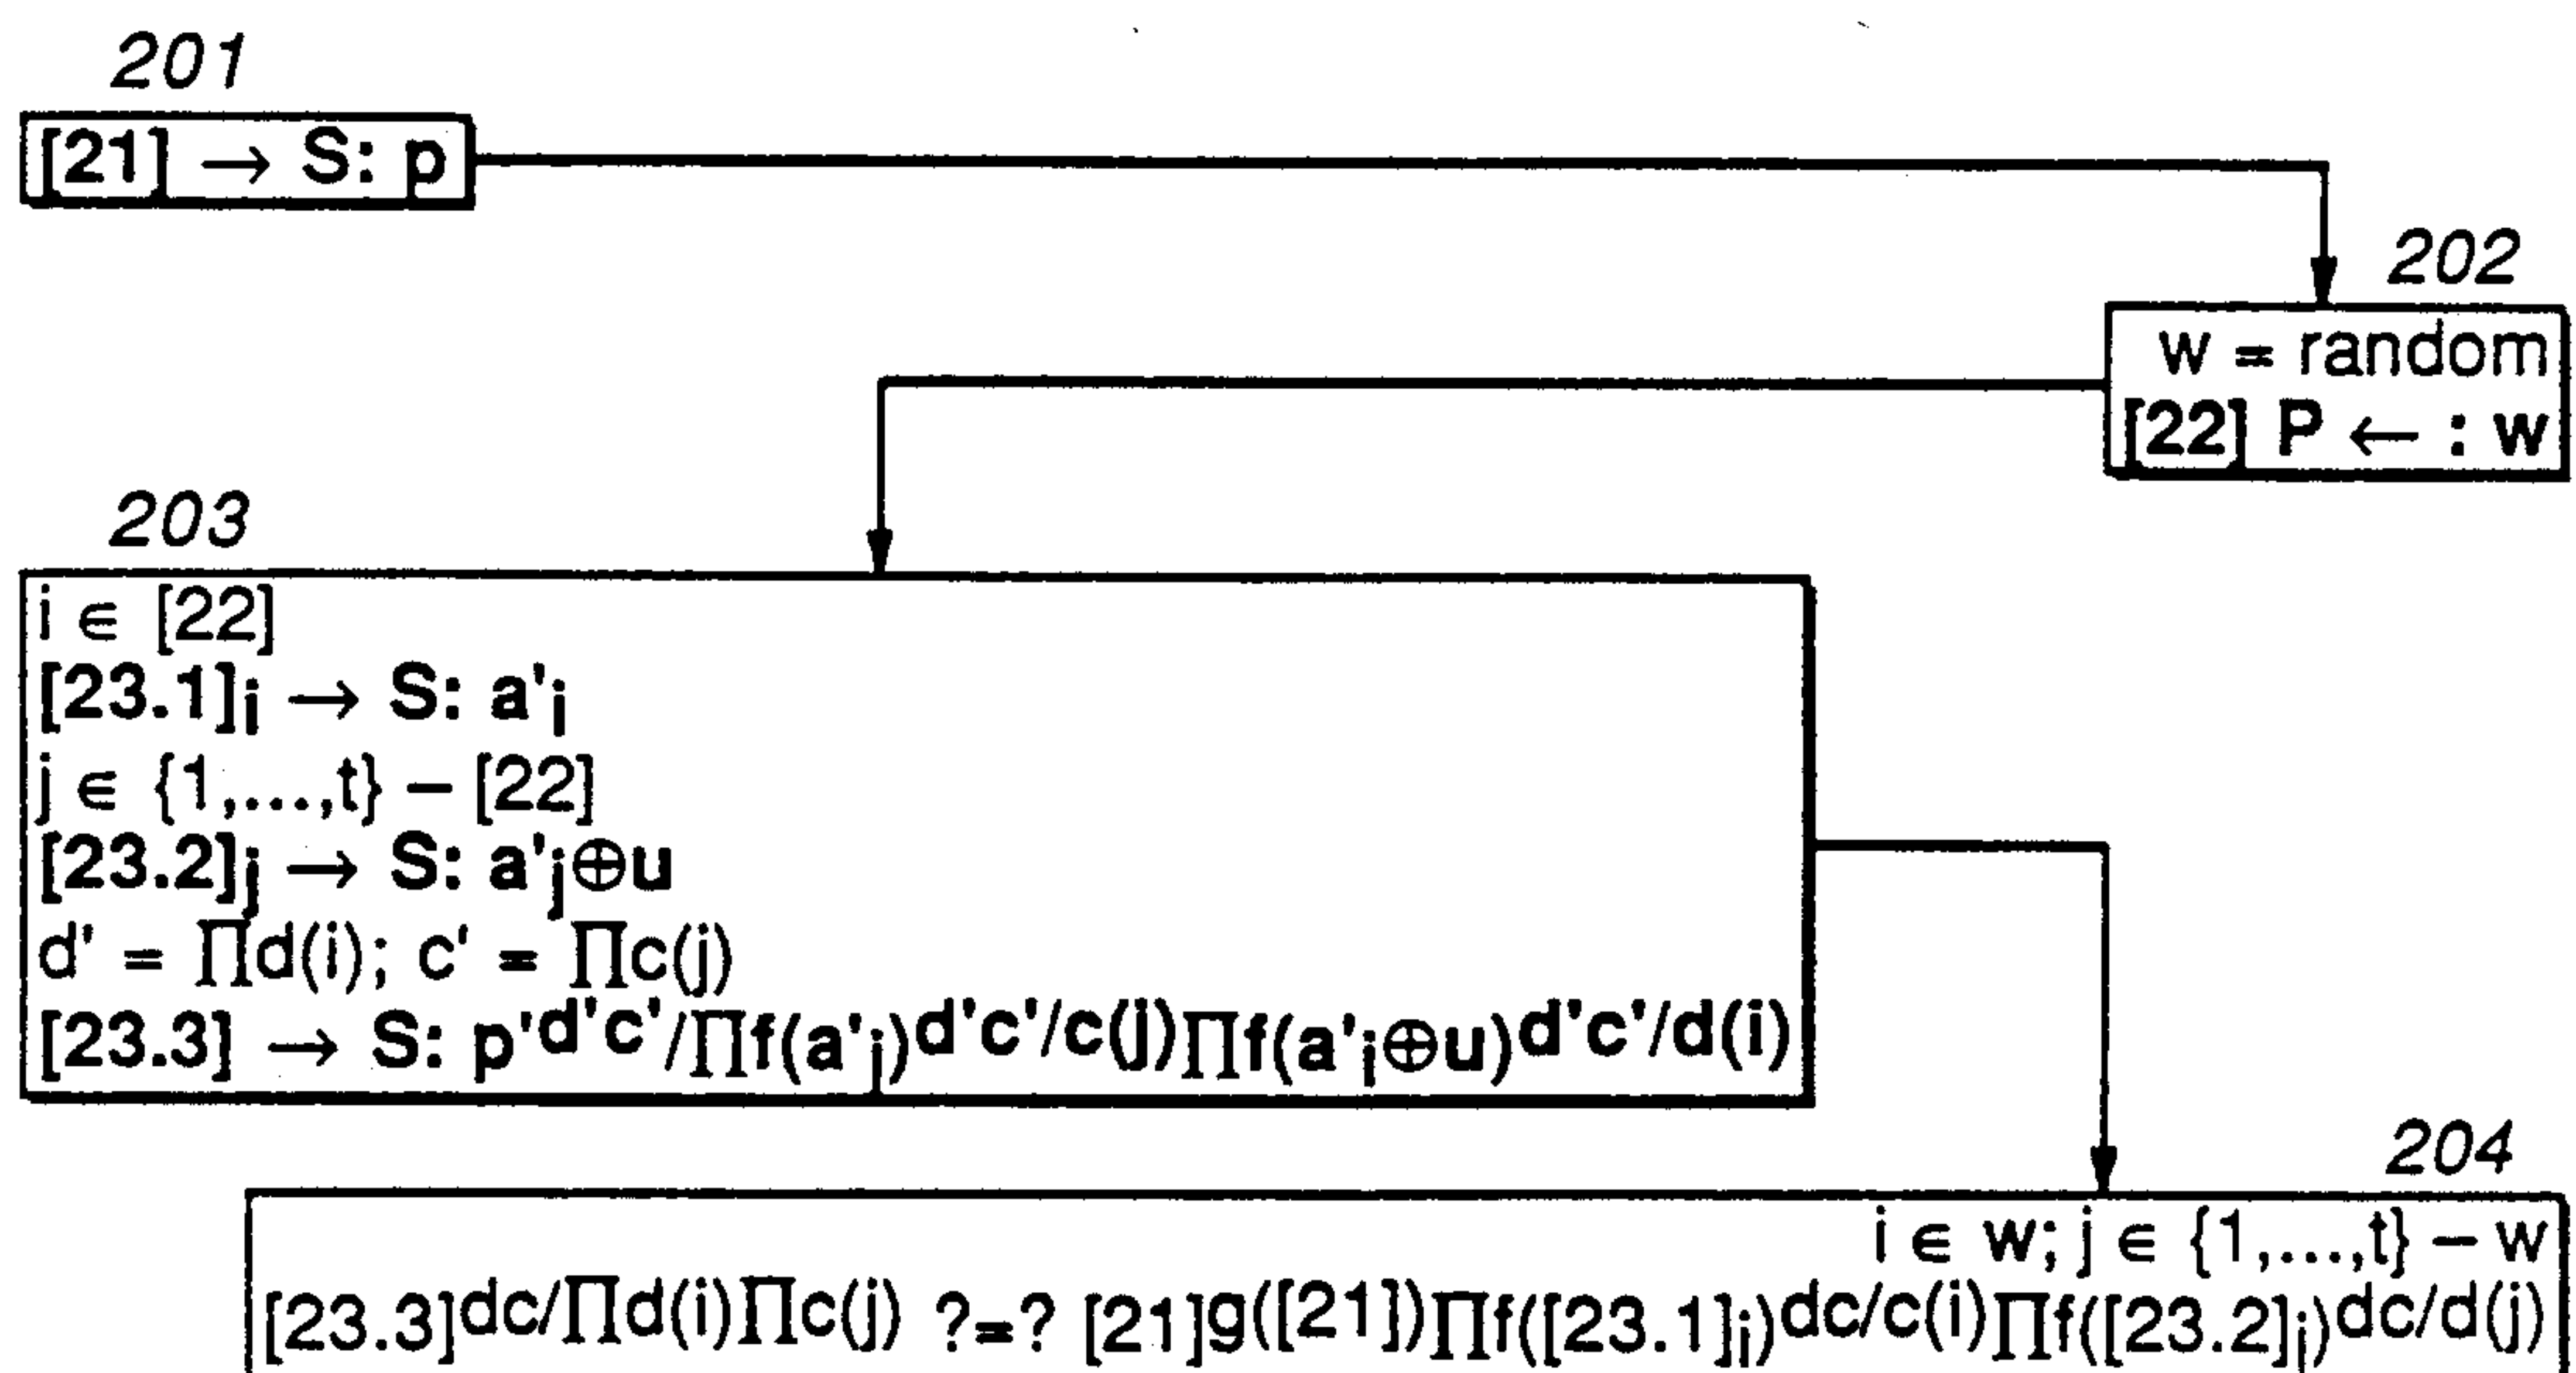 201
[21] → S: p
202
w = random
[22] P ← : w
203
i ∈ [22]
[23.1]i → S: a'i
j ∈ {1,...,t} – [22]
[23.2]j → S: a'j⊕u
d' = ∏d(i); c' = ∏c(j)
[23.3] → S: p'd'c'/∏f(a'j)d'c'/c(j)∏f(a'i⊕u)d'c'/d(i)
204
i ∈ w; j ∈ {1,...,t} – w
[23.3]dc/∏d(i)∏c(j) ?=? [21]g([21])∏f([23.1]i)dc/c(i)∏f([23.2]j)dc/d(j)